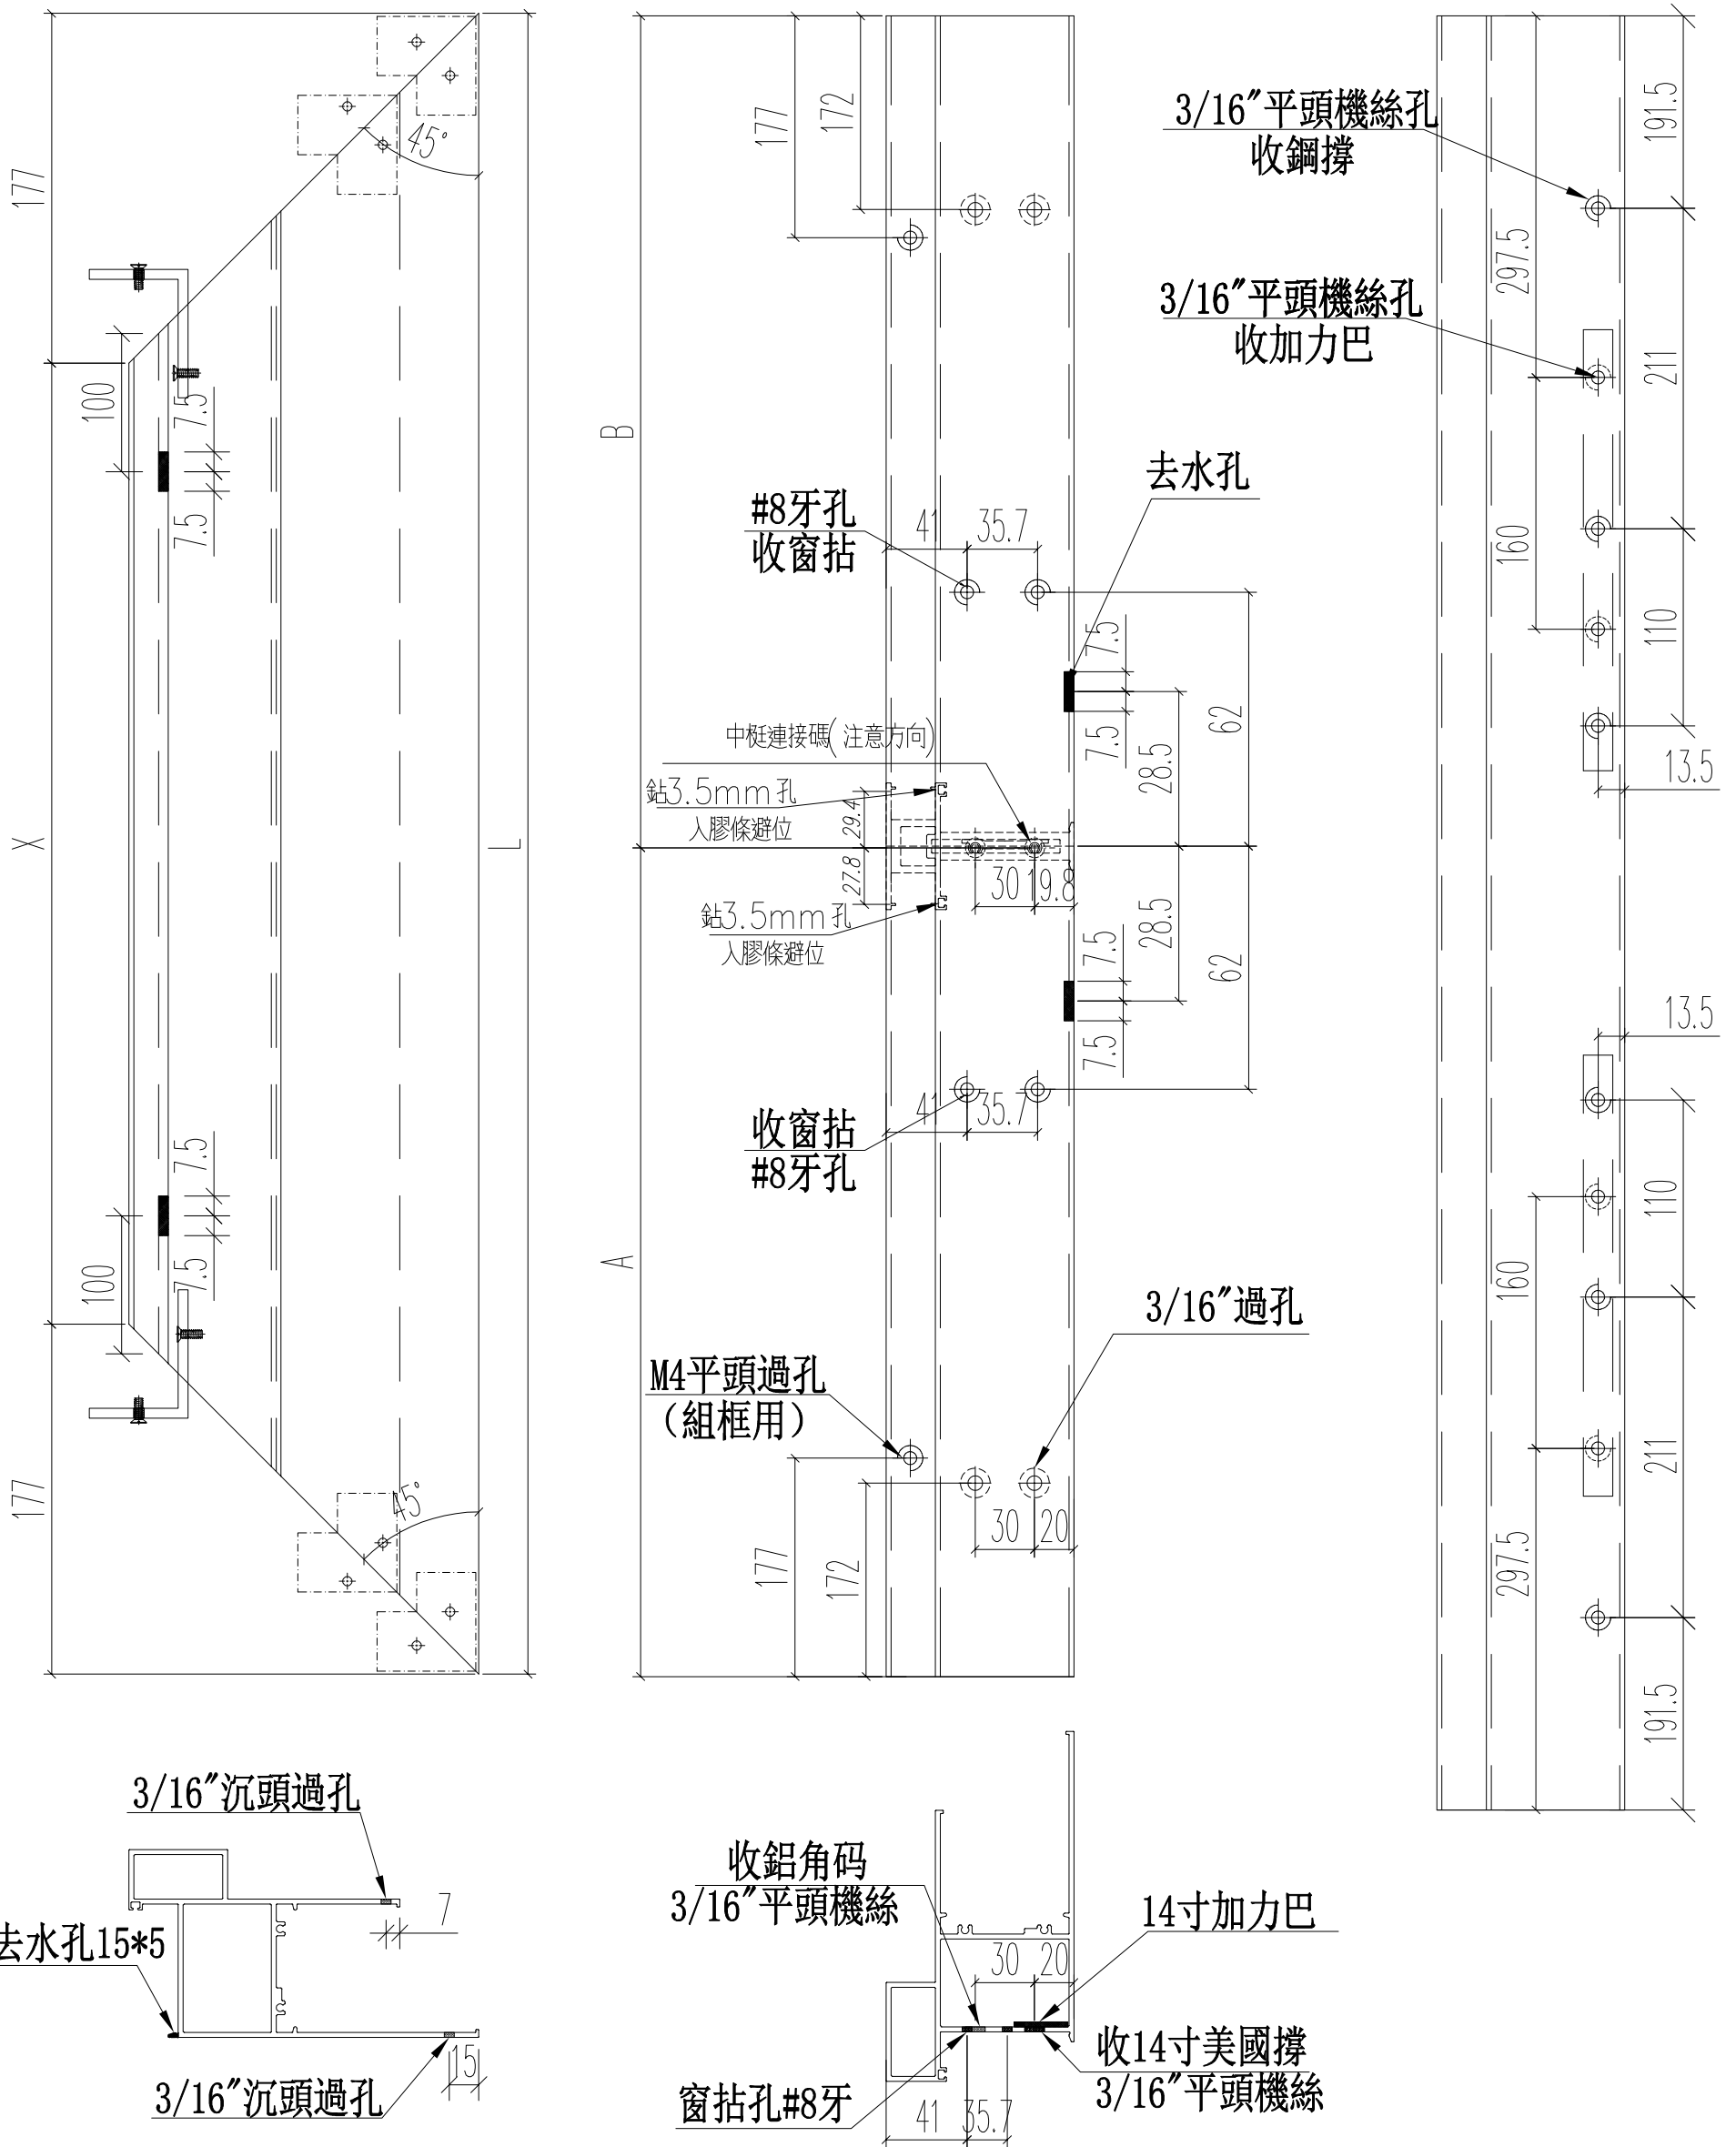 177
X
177
100
7.5
7.5
7.5
7.5
100
45°
45°
L
3/16″沉頭過孔
7
去水孔15*5
15
3/16″沉頭過孔
177
172
B
#8牙孔
收窗拈
41
35.7
去水孔
7.5
7.5
28.5
62
中梃連接碼(注意方向)
鉆3.5mm孔
入膠條避位
29.4
27.8
鉆3.5mm孔
入膠條避位
30
19.8
7.5
7.5
28.5
62
41
35.7
收窗拈
#8牙孔
A
3/16″過孔
M4平頭過孔
(組框用)
30
20
177
172
收鋁角码
3/16″平頭機絲
14寸加力巴
30
20
收14寸美國撐
3/16″平頭機絲
窗拈孔#8牙
41
35.7
3/16″平頭機絲孔
收鋼撐
3/16″平頭機絲孔
收加力巴
191.5
297.5
211
160
110
13.5
13.5
110
160
211
297.5
191.5